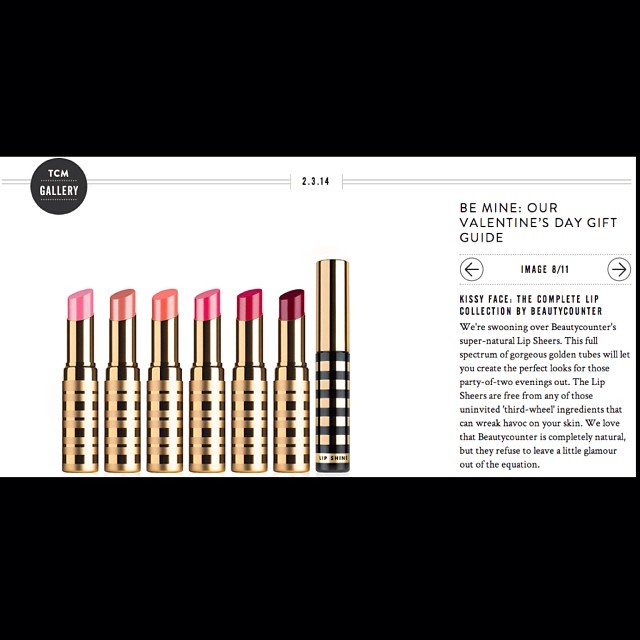 TCM
GALLERY
2.3.14
BE MINE: OUR
VALENTINE'S DAY GIFT
GUIDE
IMAGE 8/11
KISSY FACE: THE COMPLETE LIP
COLLECTION BY BEAUTYCOUNTER
We're swooning over Beautycounter's
super-natural Lip Sheers. This full
spectrum of gorgeous golden tubes will let
you create the perfect looks for those
party-of-two evenings out. The Lip
Sheers are free from any of those
uninvited 'third-wheel' ingredients that
can wreak havoc on your skin. We love
that Beautycounter is completely natural,
but they refuse to leave a little glamour
out of the equation.
LIP SHINE